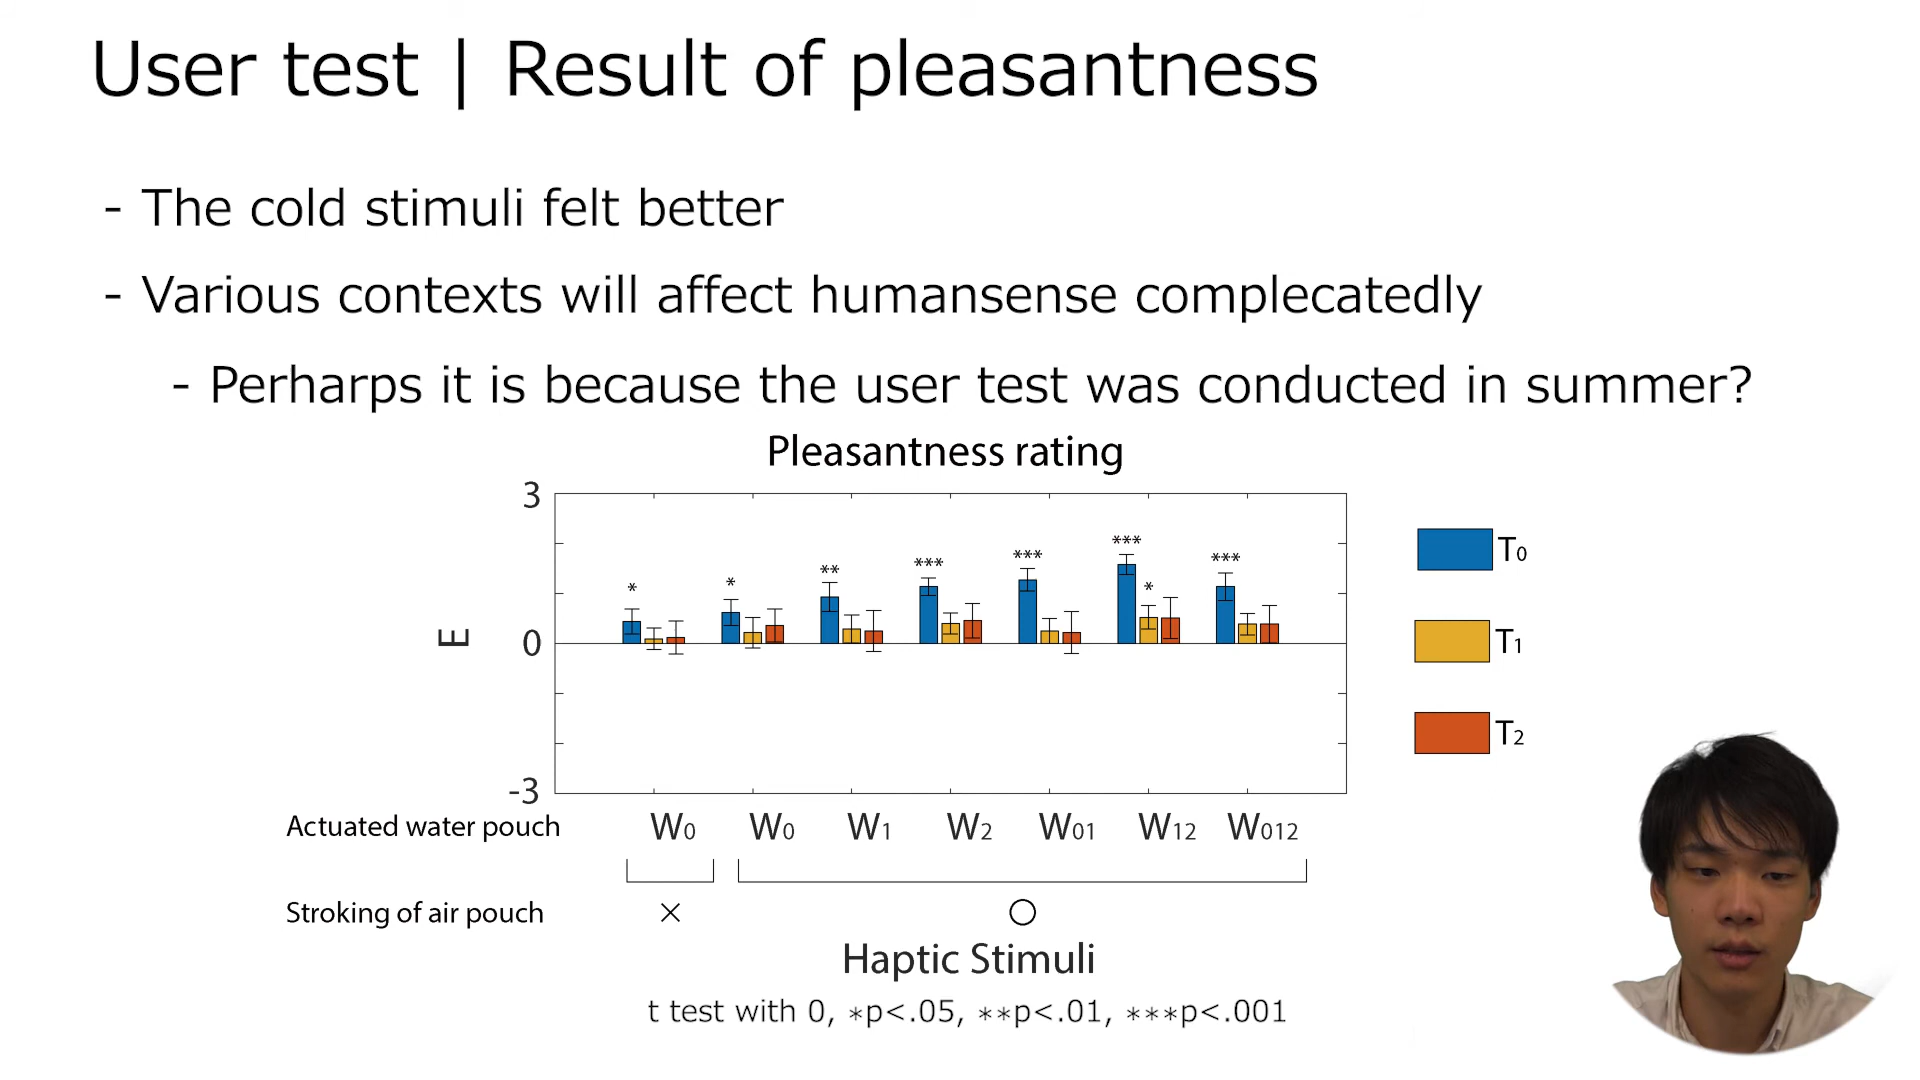 User test | Result of pleasantness
- The cold stimuli felt better
- Various contexts will affect humansense complecatedly
- Perharps it is because the user test was conducted in summer?
Pleasantness rating
3
0
-3
E
* * ** *** *** *** * ***
T0
T1
T2
Actuated water pouch W0 W0 W1 W2 W01 W12 W012
Stroking of air pouch × ○
Haptic Stimuli
t test with 0, *p<.05, **p<.01, ***p<.001